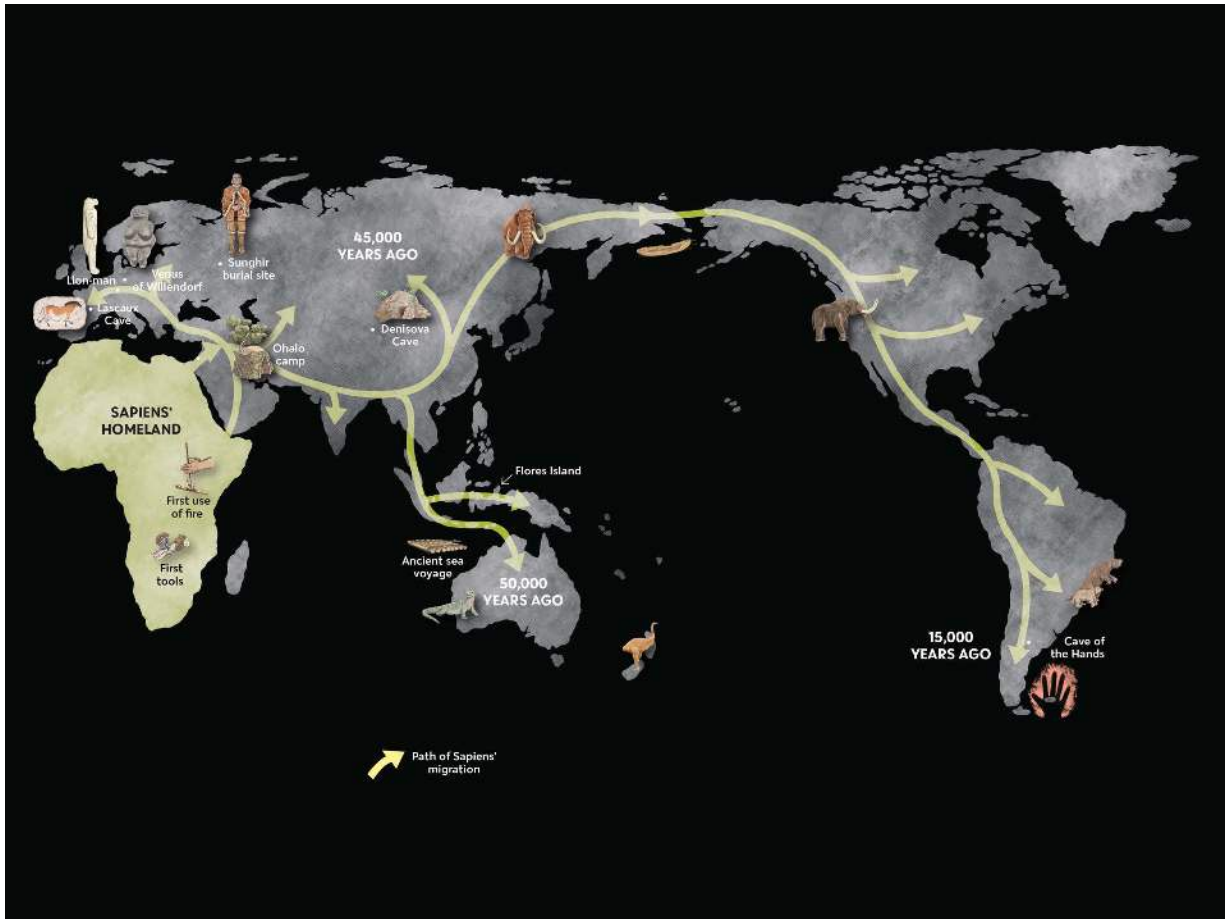 45,000
YEARS AGO
Sunghir
burial site
Lion-man
Venus
of Willendorf
Lascaux
Cave
Denisova
Cave
Ohalo
camp
SAPIENS'
HOMELAND
First use
of fire
First
tools
Flores Island
Ancient sea
voyage
50,000
YEARS AGO
15,000
YEARS AGO
Cave of
the Hands
Path of Sapiens'
migration